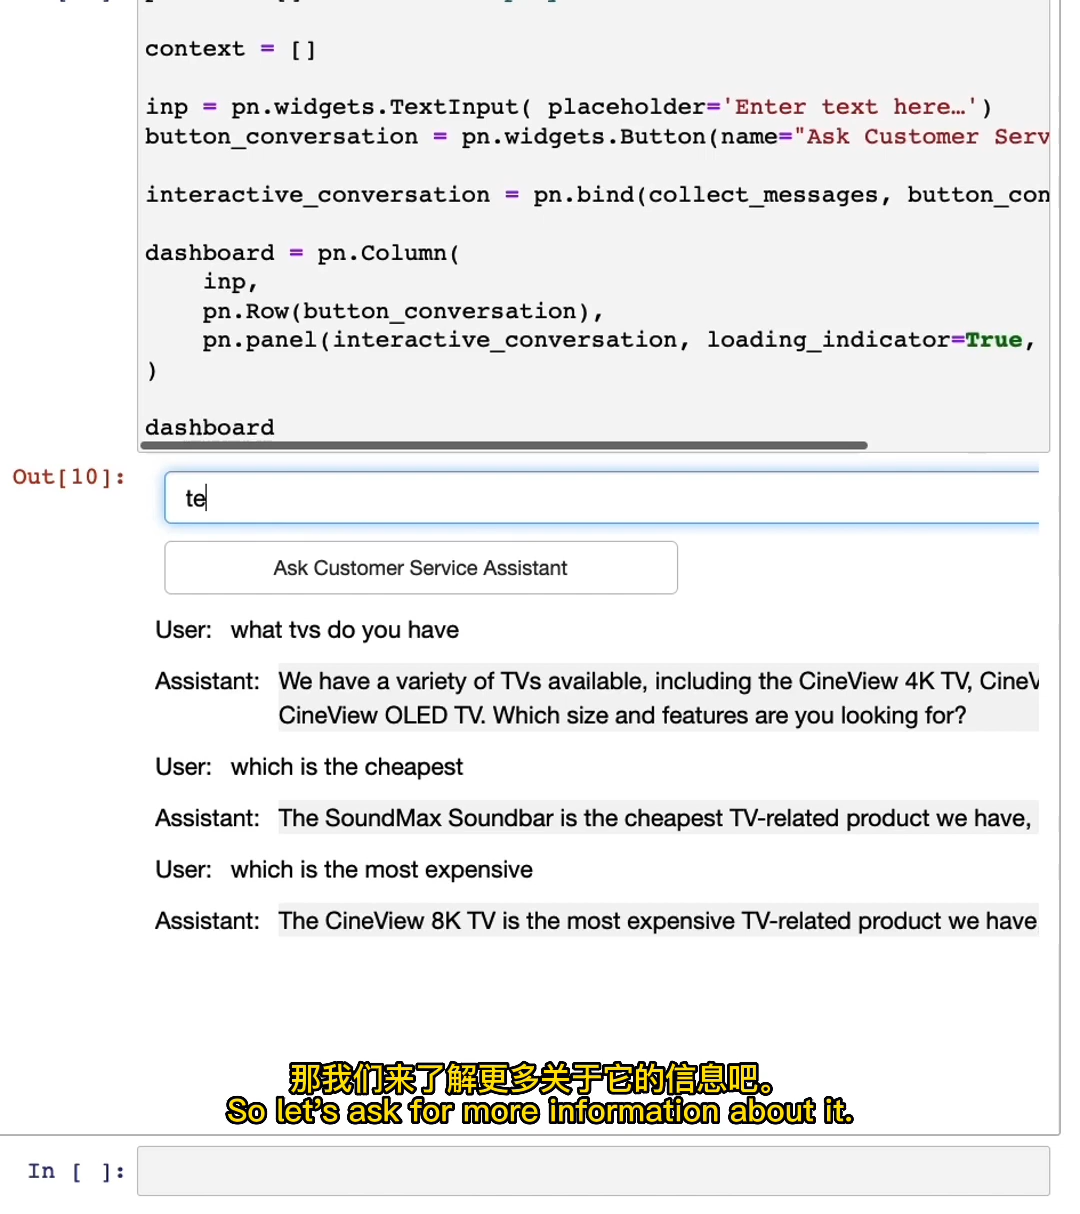 context = []
inp = pn.widgets.TextInput( placeholder='Enter text here…')
button_conversation = pn.widgets.Button(name="Ask Customer Serv
interactive_conversation = pn.bind(collect_messages, button_con
dashboard = pn.Column(
    inp,
    pn.Row(button_conversation),
    pn.panel(interactive_conversation, loading_indicator=True,
)
dashboard
Out[10]:
te
Ask Customer Service Assistant
User: what tvs do you have
Assistant: We have a variety of TVs available, including the CineView 4K TV, CineV
CineView OLED TV. Which size and features are you looking for?
User: which is the cheapest
Assistant: The SoundMax Soundbar is the cheapest TV-related product we have,
User: which is the most expensive
Assistant: The CineView 8K TV is the most expensive TV-related product we have
那我们来了解更多关于它的信息吧。
So let's ask for more information about it.
In [ ]: